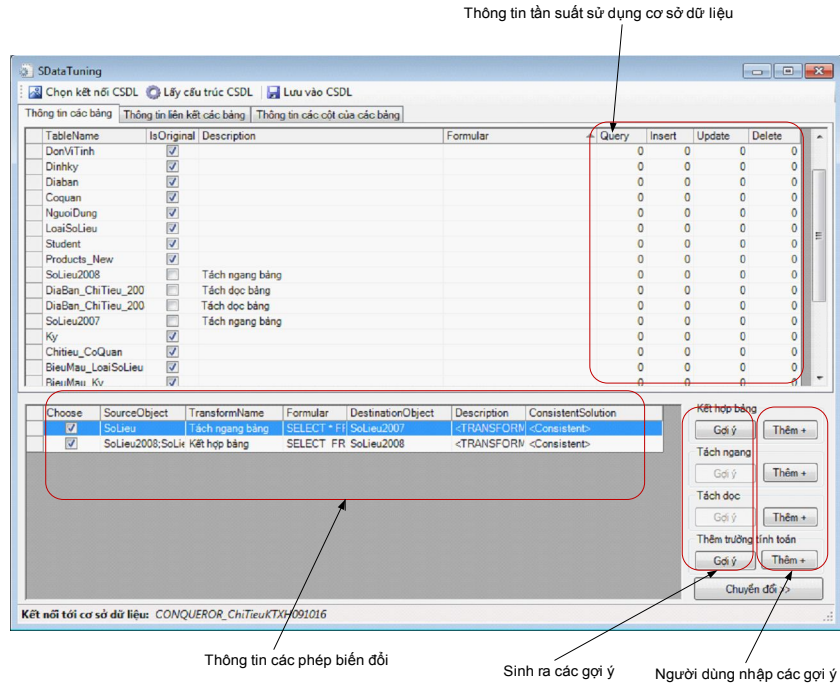 Thông tin tần suất sử dụng cơ sở dữ liệu
SDataTuning
Chọn kết nối CSDL Lấy cấu trúc CSDL Lưu vào CSDL
Thông tin các bảng Thông tin liên kết các bảng Thông tin các cột của các bảng
TableName IsOriginal Description Formular Query Insert Update Delete
DonViTinh 0 0 0 0
Dinhky 0 0 0 0
Diaban 0 0 0 0
Coquan 0 0 0 0
NguoiDung 0 0 0 0
LoaiSoLieu 0 0 0 0
Student 0 0 0 0
Products_New 0 0 0 0
SoLieu2008 Tách ngang bảng 0 0 0 0
DiaBan_ChiTieu_200 Tách dọc bảng 0 0 0 0
DiaBan_ChiTieu_200 Tách dọc bảng 0 0 0 0
SoLieu2007 Tách ngang bảng 0 0 0 0
Ky 0 0 0 0
Chitieu_CoQuan 0 0 0 0
BieuMau_LoaiSoLieu 0 0 0 0
BieuMau_Ky 0 0 0 0
Choose SourceObject TransformName Formular DestinationObject Description ConsistentSolution
SoLieu Tách ngang bảng SELECT * FF SoLieu2007 <TRANSFORM <Consistent>
SoLieu2008;SoLie Kết hợp bảng SELECT FR SoLieu2008 <TRANSFORM <Consistent>
Kết hợp bảng
Gợi ý Thêm +
Tách ngang
Gợi ý Thêm +
Tách dọc
Gợi ý Thêm +
Thêm trường tính toán
Gợi ý Thêm +
Chuyển đổi >>
Kết nối tới cơ sở dữ liệu: CONQUEROR_ChiTieuKTXH091016
Thông tin các phép biến đổi
Sinh ra các gợi ý
Người dùng nhập các gợi ý